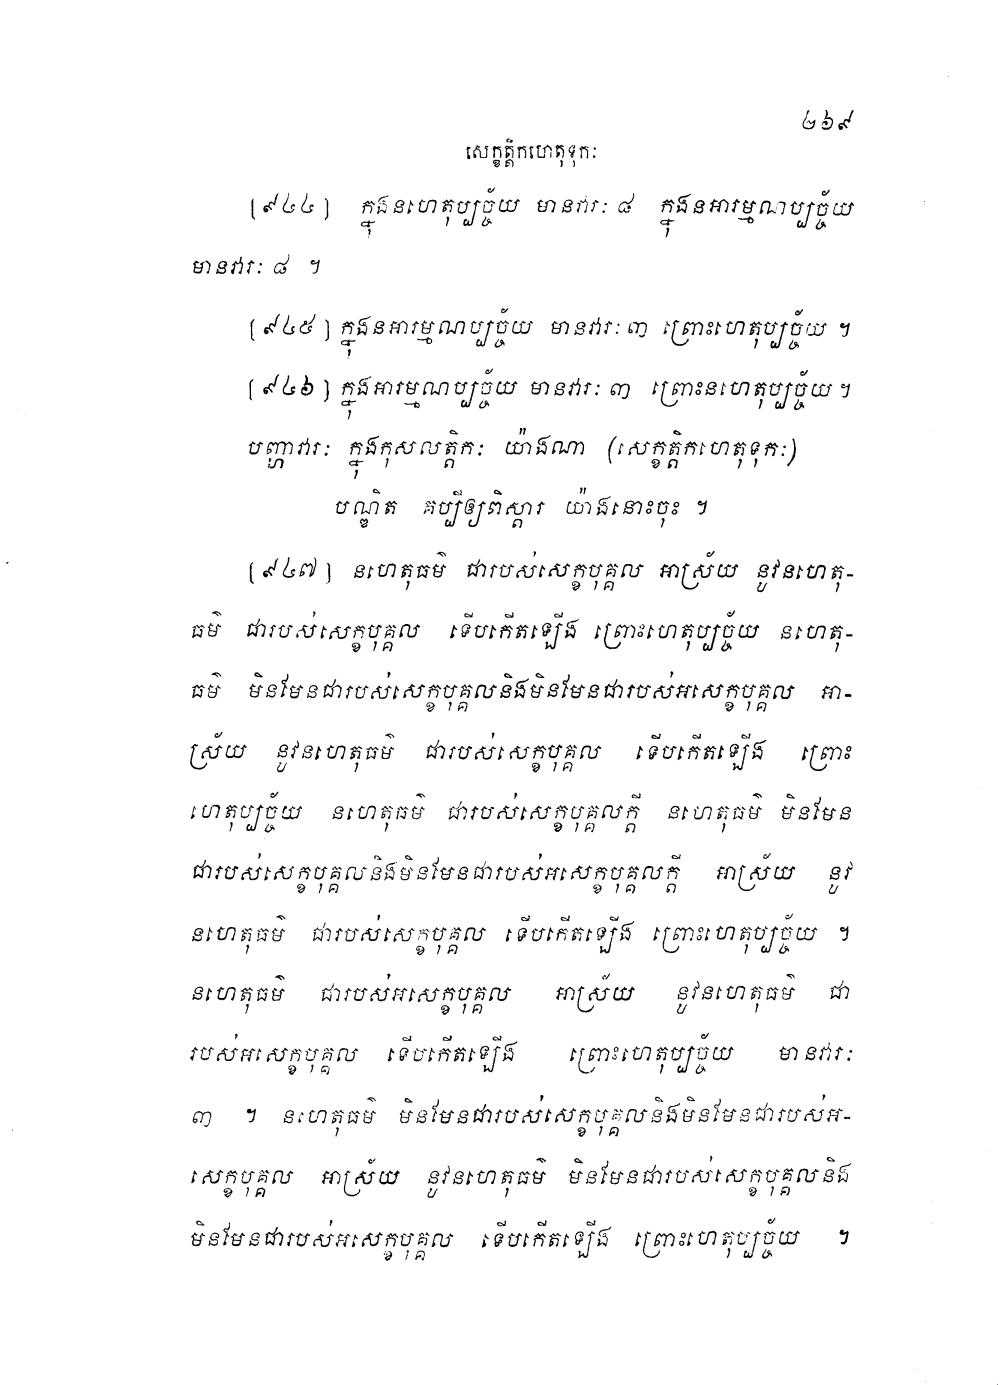 ២៦៩
សេក្ខត្តិកហេតុទុកៈ
[៩៤៤] ក្នុងនហេតុប្បច្ច័យ មានវារៈ ៨ ក្នុងនអារម្មណប្បច្ច័យ
មានវារៈ ៨ ។
[៩៤៥] ក្នុងនអារម្មណប្បច្ច័យ មានវារៈ ៣ ព្រោះហេតុប្បច្ច័យ ។
[៩៤៦] ក្នុងអារម្មណប្បច្ច័យ មានវារៈ ៣ ព្រោះនហេតុប្បច្ច័យ ។
បញ្ហាវារៈ ក្នុងកុសលត្តិកៈ យ៉ាងណា (សេក្ខត្តិកហេតុទុកៈ)
បណ្ឌិត គប្បីឲ្យពិស្តារ យ៉ាងនោះចុះ ។
[៩៤៧] នហេតុធម៌ ជារបស់សេក្ខបុគ្គល អាស្រ័យ នូវនហេតុ-
ធម៌ ជារបស់សេក្ខបុគ្គល ទើបកើតឡើង ព្រោះហេតុប្បច្ច័យ នហេតុ-
ធម៌ មិនមែនជារបស់សេក្ខបុគ្គលនិងមិនមែនជារបស់អសេក្ខបុគ្គល អា-
ស្រ័យ នូវនហេតុធម៌ ជារបស់សេក្ខបុគ្គល ទើបកើតឡើង ព្រោះ
ហេតុប្បច្ច័យ នហេតុធម៌ ជារបស់សេក្ខបុគ្គលក្តី នហេតុធម៌ មិនមែន
ជារបស់សេក្ខបុគ្គលនិងមិនមែនជារបស់អសេក្ខបុគ្គលក្តី អាស្រ័យ នូវ
នហេតុធម៌ ជារបស់សេក្ខបុគ្គល ទើបកើតឡើង ព្រោះហេតុប្បច្ច័យ ។
នហេតុធម៌ ជារបស់អសេក្ខបុគ្គល អាស្រ័យ នូវនហេតុធម៌ ជា
របស់អសេក្ខបុគ្គល ទើបកើតឡើង ព្រោះហេតុប្បច្ច័យ មានវារៈ
៣ ។ នហេតុធម៌ មិនមែនជារបស់សេក្ខបុគ្គលនិងមិនមែនជារបស់អ-
សេក្ខបុគ្គល អាស្រ័យ នូវនហេតុធម៌ មិនមែនជារបស់សេក្ខបុគ្គលនិង
មិនមែនជារបស់អសេក្ខបុគ្គល ទើបកើតឡើង ព្រោះហេតុប្បច្ច័យ ។